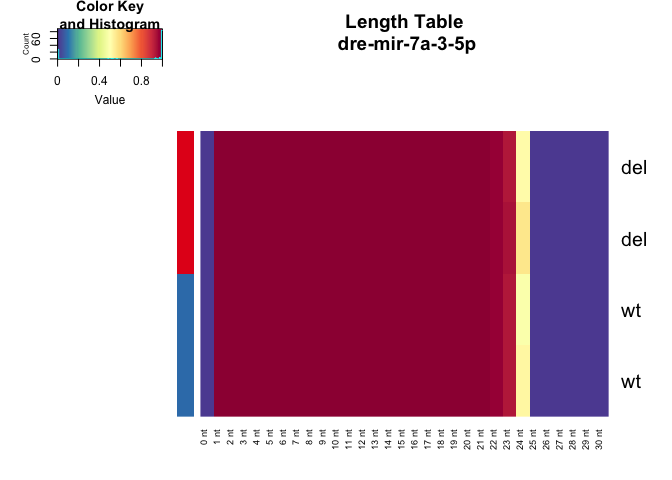 Color Key
and Histogram
Count
0 60
0 0.4 0.8
Value
Length Table
dre-mir-7a-3-5p
del
del
wt
wt
0 nt
1 nt
2 nt
3 nt
4 nt
5 nt
6 nt
7 nt
8 nt
9 nt
10 nt
11 nt
12 nt
13 nt
14 nt
15 nt
16 nt
17 nt
18 nt
19 nt
20 nt
21 nt
22 nt
23 nt
24 nt
25 nt
26 nt
27 nt
28 nt
29 nt
30 nt